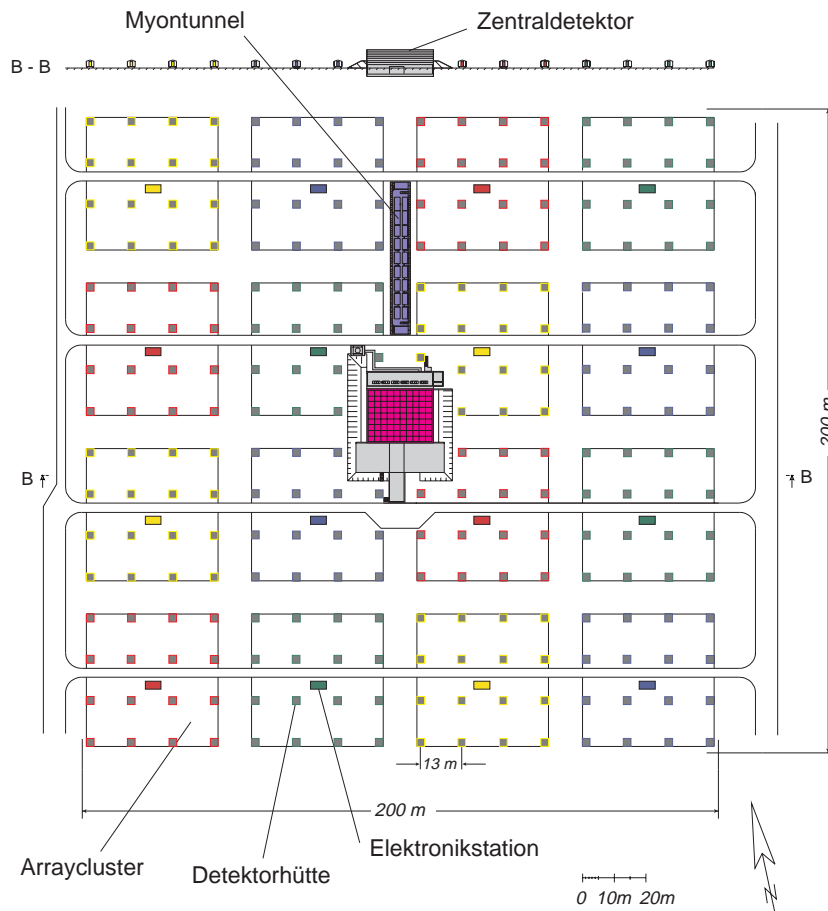 Myontunnel
Zentraldetektor
B - B
200 m
B
B
13 m
200 m
Arraycluster
Detektorhütte
Elektronikstation
0 10m 20m